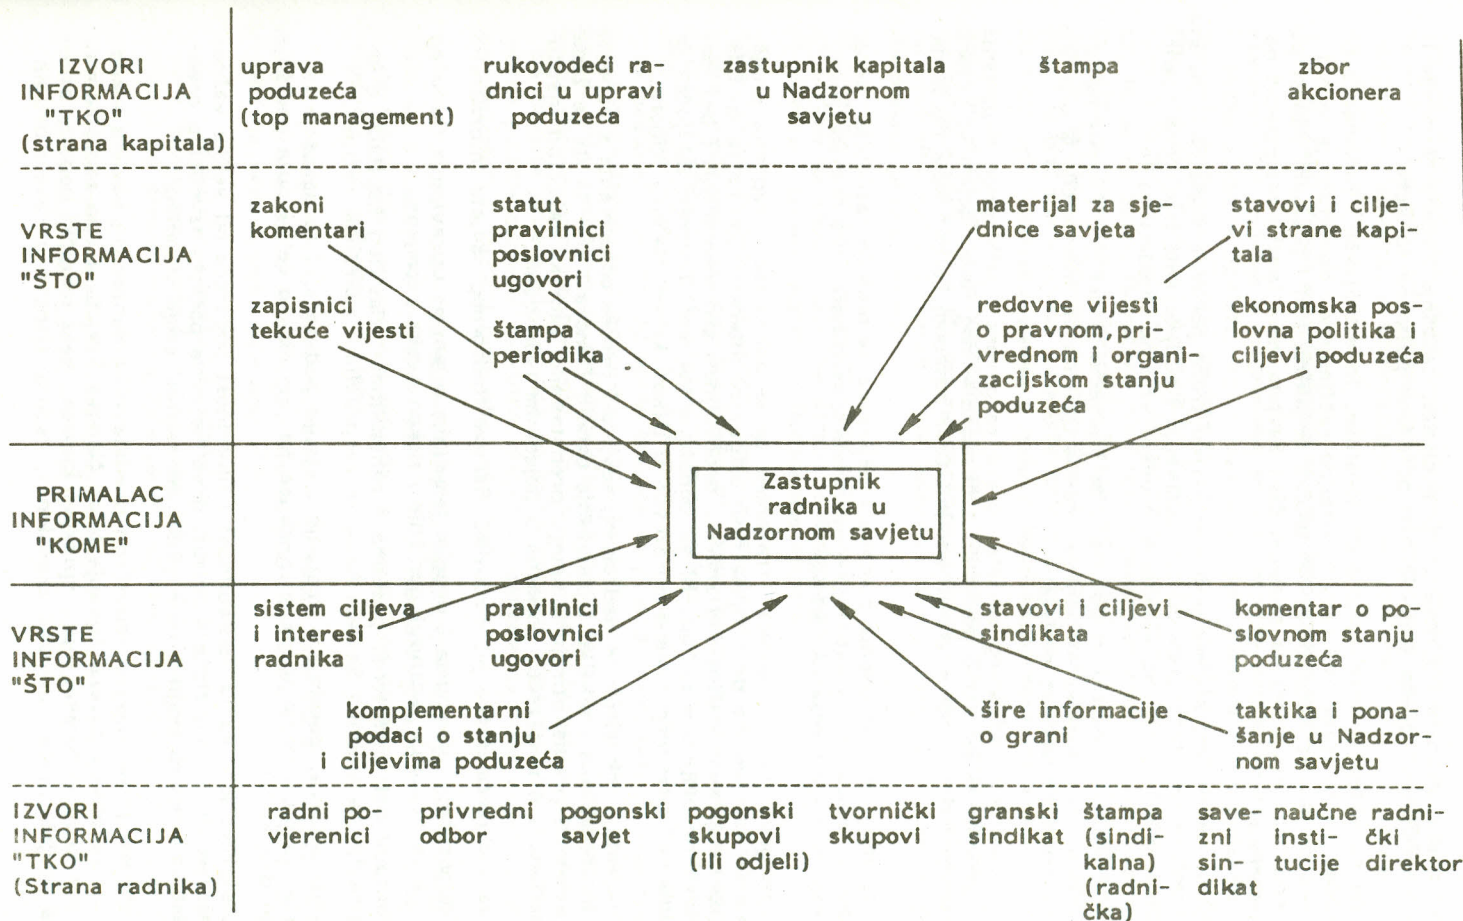 IZVORI
INFORMACIJA
"TKO"
(strana kapitala)
uprava
poduzeća
(top management)
rukovodeći ra-
dnici u upravi
poduzeća
zastupnik kapitala
u Nadzornom
savjetu
štampa
zbor
akcionera
VRSTE
INFORMACIJA
"ŠTO"
zakoni
komentari
zapisnici
tekuće vijesti
statut
pravilnici
poslovnici
ugovori
štampa
periodika
materijal za sje-
dnice savjeta
redovne vijesti
o pravnom,pri-
vrednom i organi-
zacijskom stanju
poduzeća
stavovi i cilje-
vi strane kapi-
tala
ekonomska pos-
lovna politika i
ciljevi poduzeća
PRIMALAC
INFORMACIJA
"KOME"
Zastupnik
radnika u
Nadzornom savjetu
VRSTE
INFORMACIJA
"ŠTO"
sistem ciljeva
i interesi
radnika
pravilnici
poslovnici
ugovori
komplementarni
podaci o stanju
i ciljevima poduzeća
stavovi i ciljevi
sindikata
šire informacije
o grani
komentar o po-
slovnom stanju
poduzeća
taktika i pona-
šanje u Nadzor-
nom savjetu
IZVORI
INFORMACIJA
"TKO"
(Strana radnika)
radni po-
vjerenici
privredni
odbor
pogonski
savjet
pogonski
skupovi
(ili odjeli)
tvornički
skupovi
granski
sindikat
štampa
(sindi-
kalna)
(radni-
čka)
save-
zni
sin-
dikat
naučne
insti-
tucije
radni-
čki
direktor